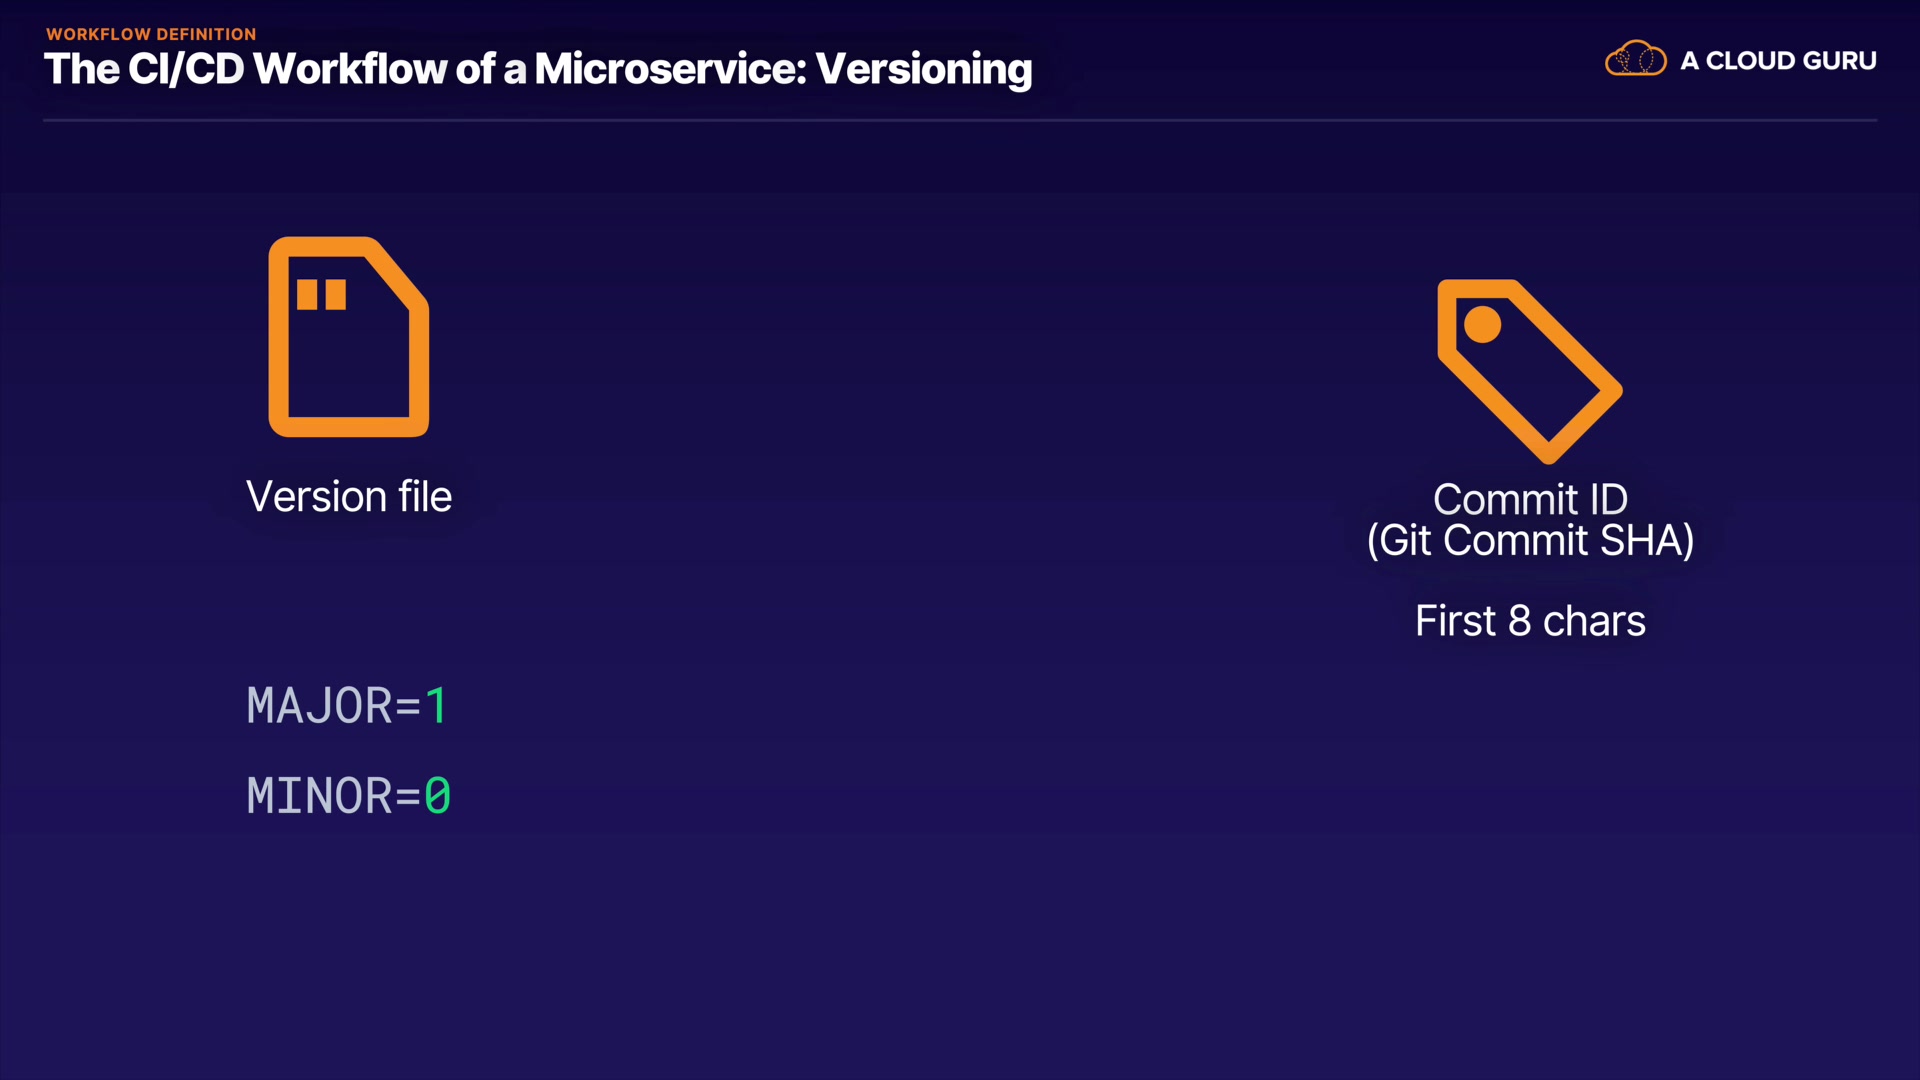 WORKFLOW DEFINITION
The CI/CD Workflow of a Microservice: Versioning
A CLOUD GURU
Version file
Commit ID
(Git Commit SHA)
First 8 chars
MAJOR=1
MINOR=0